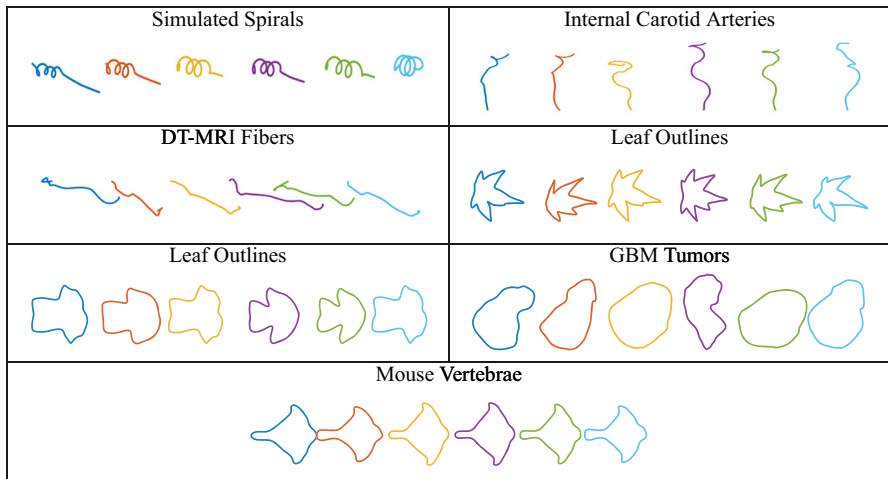 Simulated Spirals
Internal Carotid Arteries
DT-MRI Fibers
Leaf Outlines
Leaf Outlines
GBM Tumors
Mouse Vertebrae